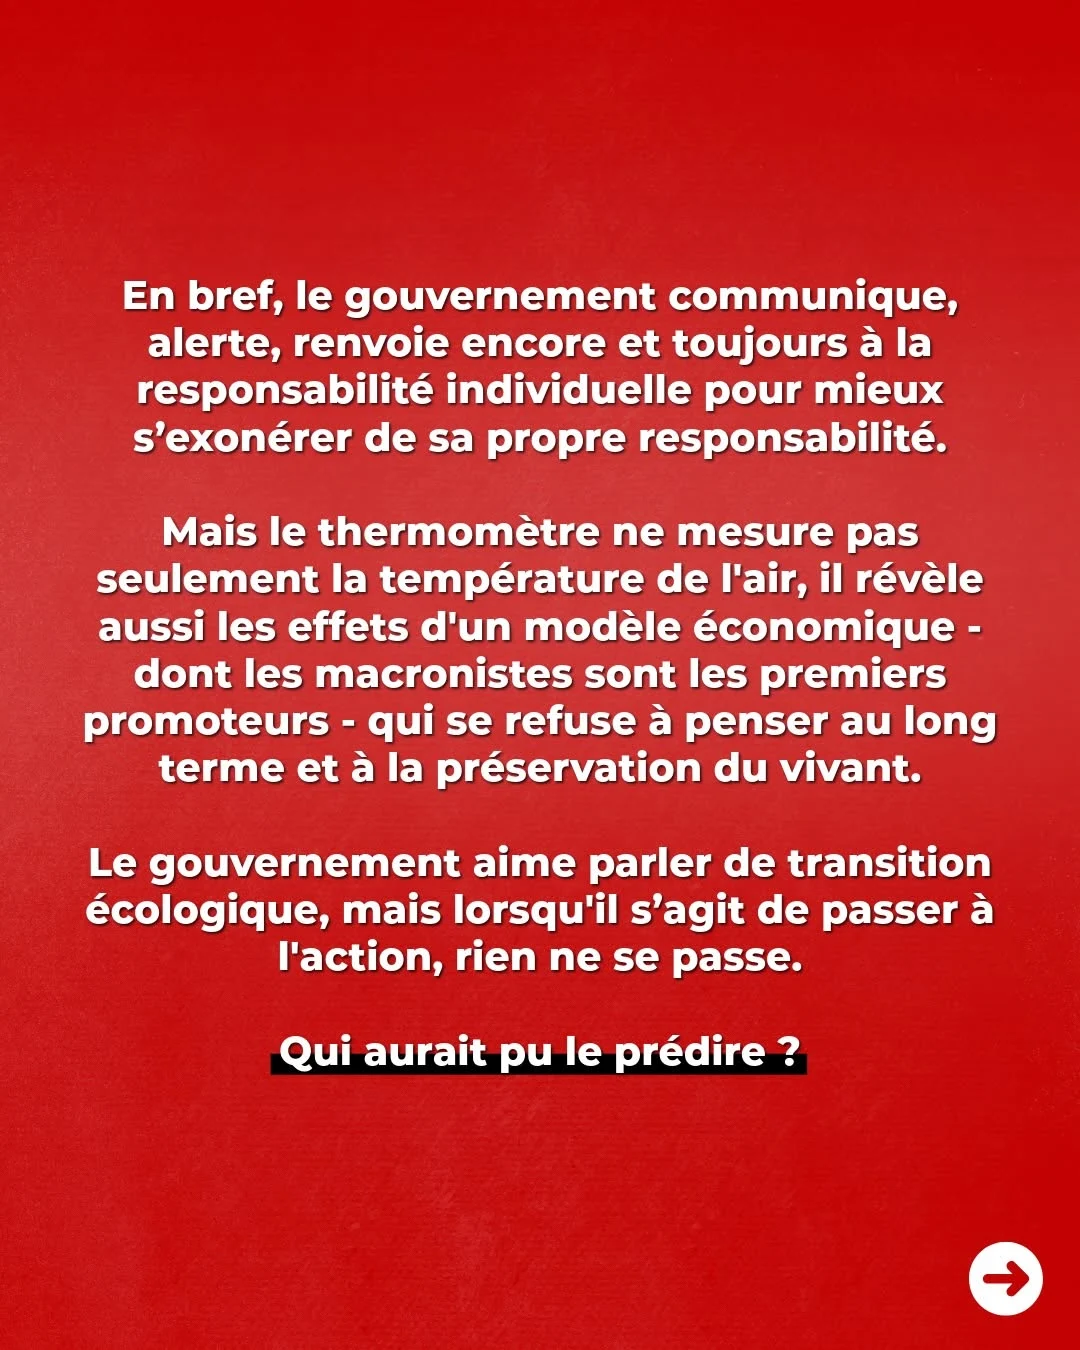 En bref, le gouvernement communique,
alerte, renvoie encore et toujours à la
responsabilité individuelle pour mieux
s’exonérer de sa propre responsabilité.
Mais le thermomètre ne mesure pas
seulement la température de l'air, il révèle
aussi les effets d'un modèle économique -
dont les macronistes sont les premiers
promoteurs - qui se refuse à penser au long
terme et à la préservation du vivant.
Le gouvernement aime parler de transition
écologique, mais lorsqu'il s’agit de passer à
l'action, rien ne se passe.
Qui aurait pu le prédire ?